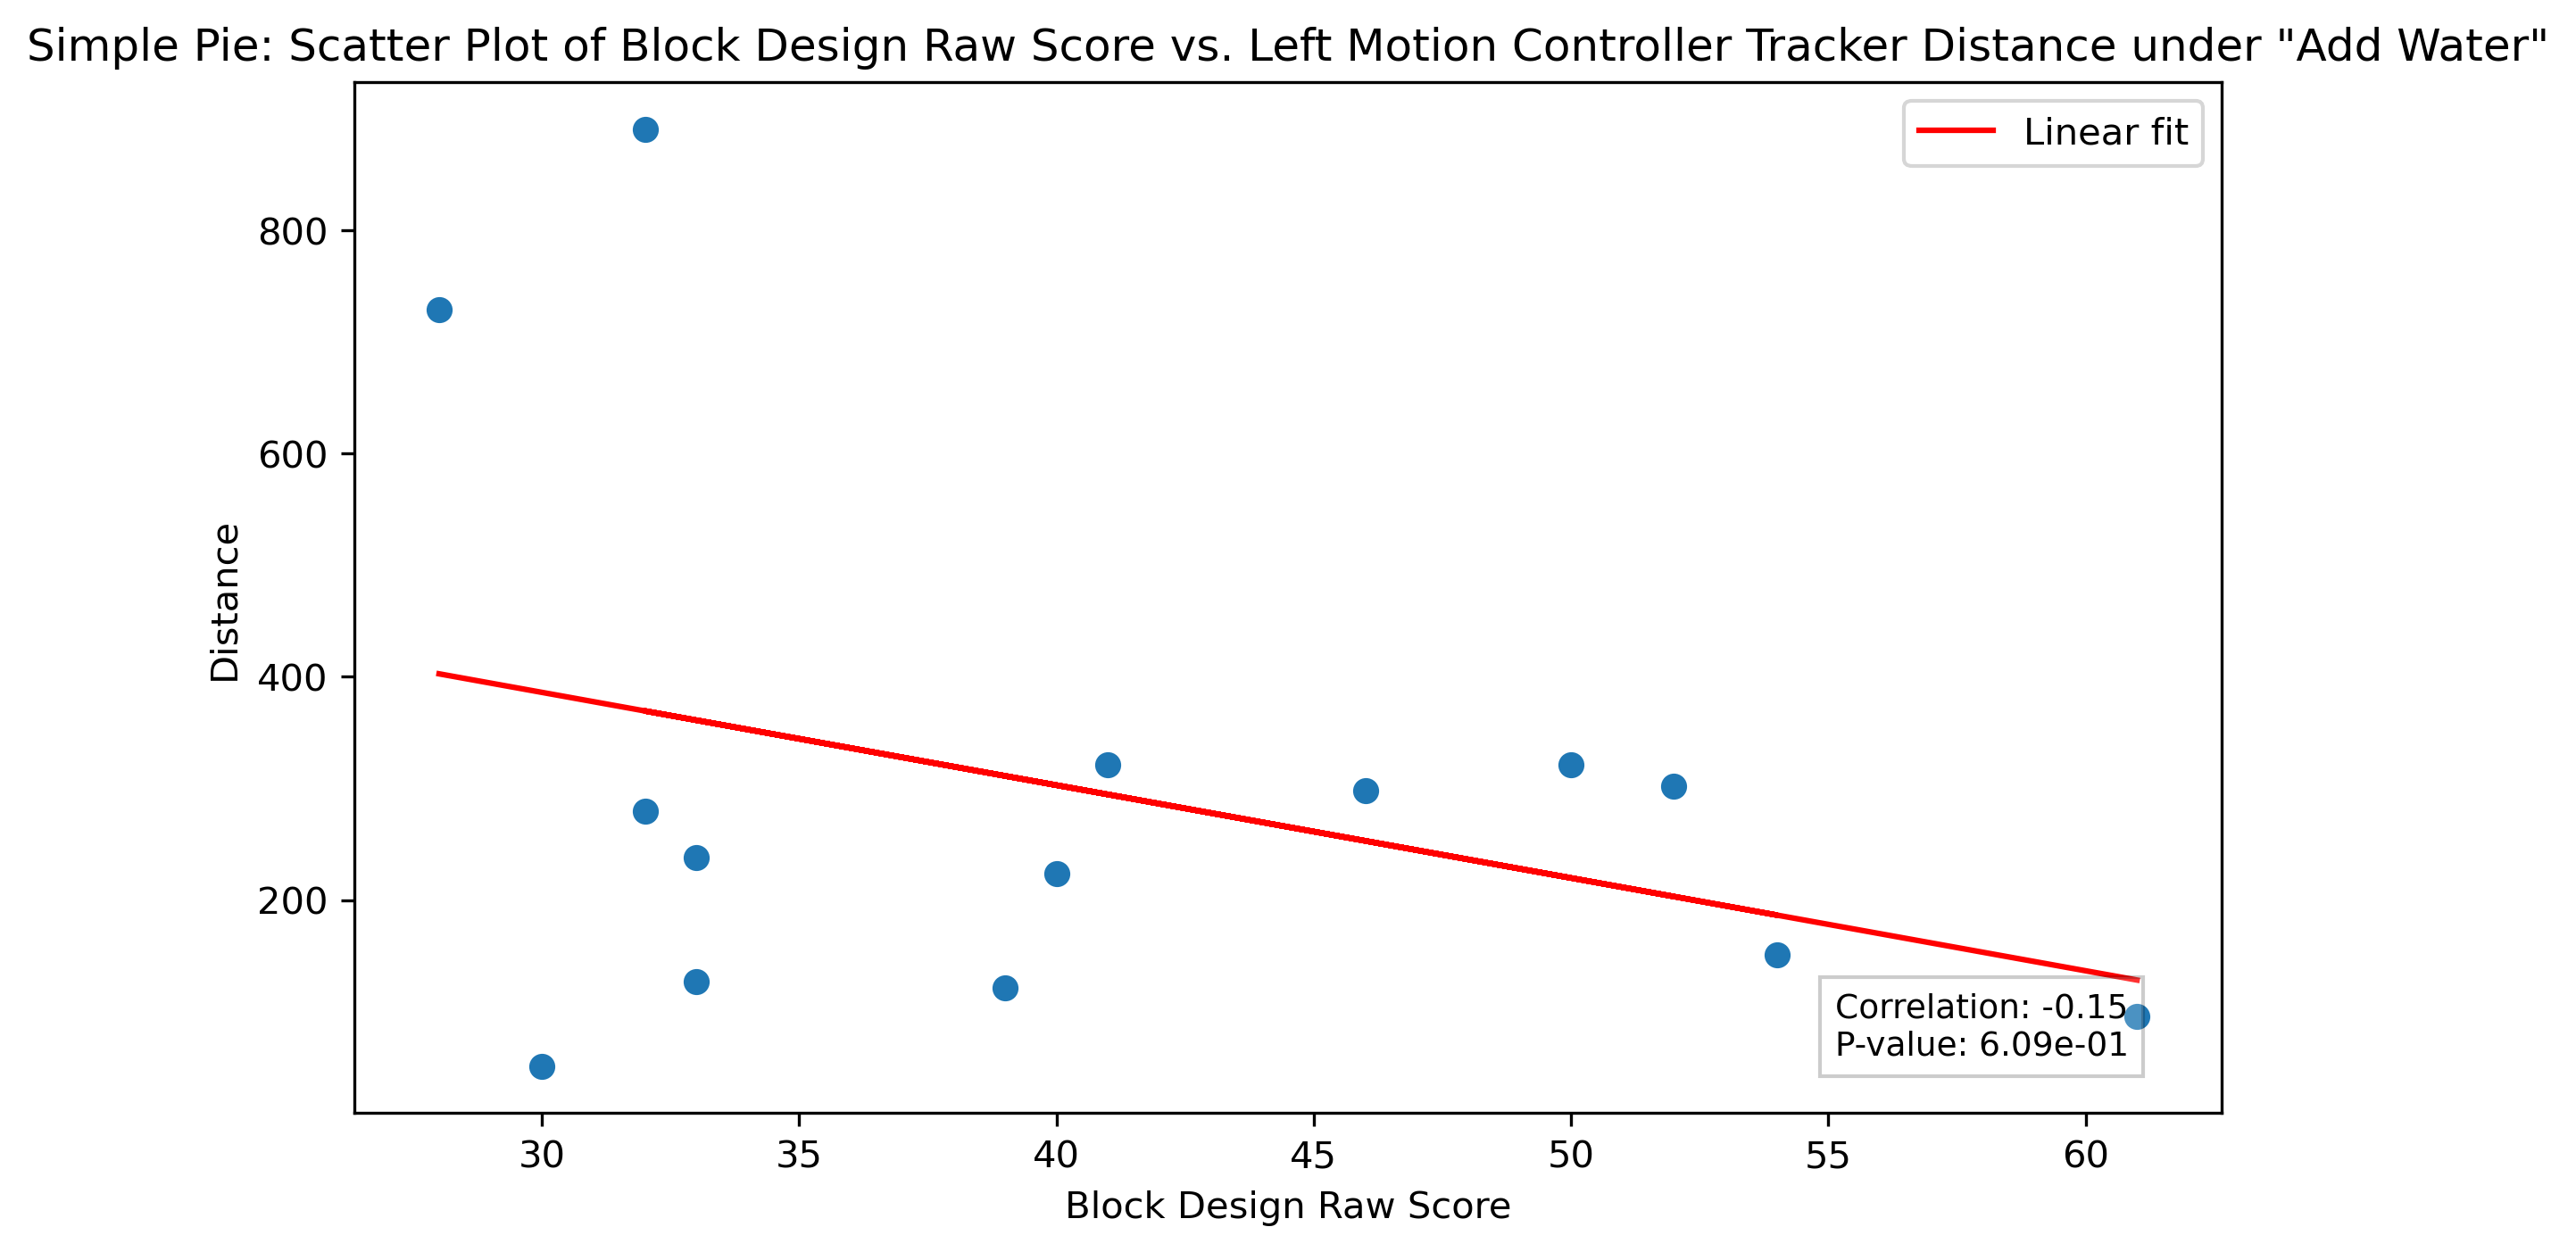 Simple Pie: Scatter Plot of Block Design Raw Score vs. Left Motion Controller Tracker Distance under "Add Water"
Linear fit
800
600
400
200
Distance
Correlation: -0.15
P-value: 6.09e-01
30 35 40 45 50 55 60
Block Design Raw Score